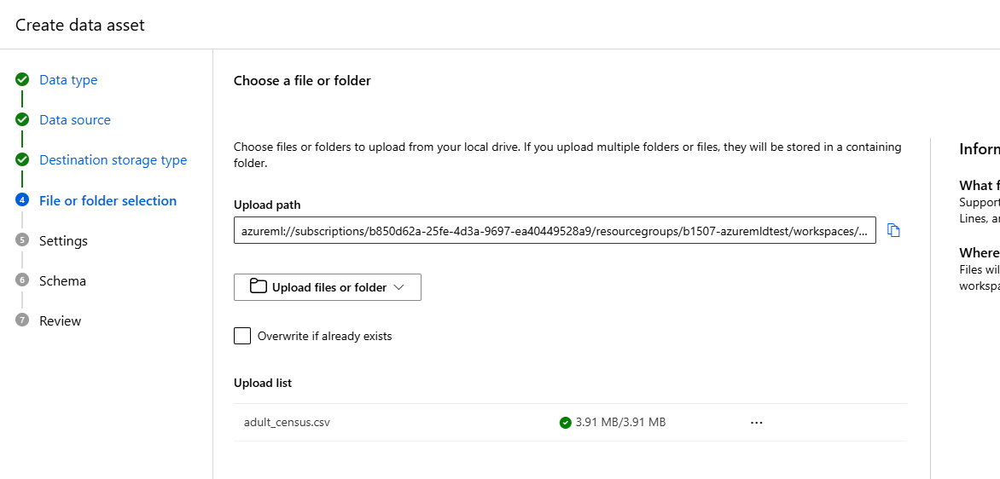 Create data asset
Data type
Data source
Destination storage type
4 File or folder selection
5 Settings
6 Schema
7 Review
Choose a file or folder
Choose files or folders to upload from your local drive. If you upload multiple folders or files, they will be stored in a containing
folder.
Upload path
azureml://subscriptions/b850d62a-25fe-4d3a-9697-ea40449528a9/resourcegroups/b1507-azuremldtest/workspaces/...
Upload files or folder
Overwrite if already exists
Upload list
adult_census.csv 3.91 MB/3.91 MB ...
Inforn
What f
Support
Lines, a
Where
Files wil
workspa